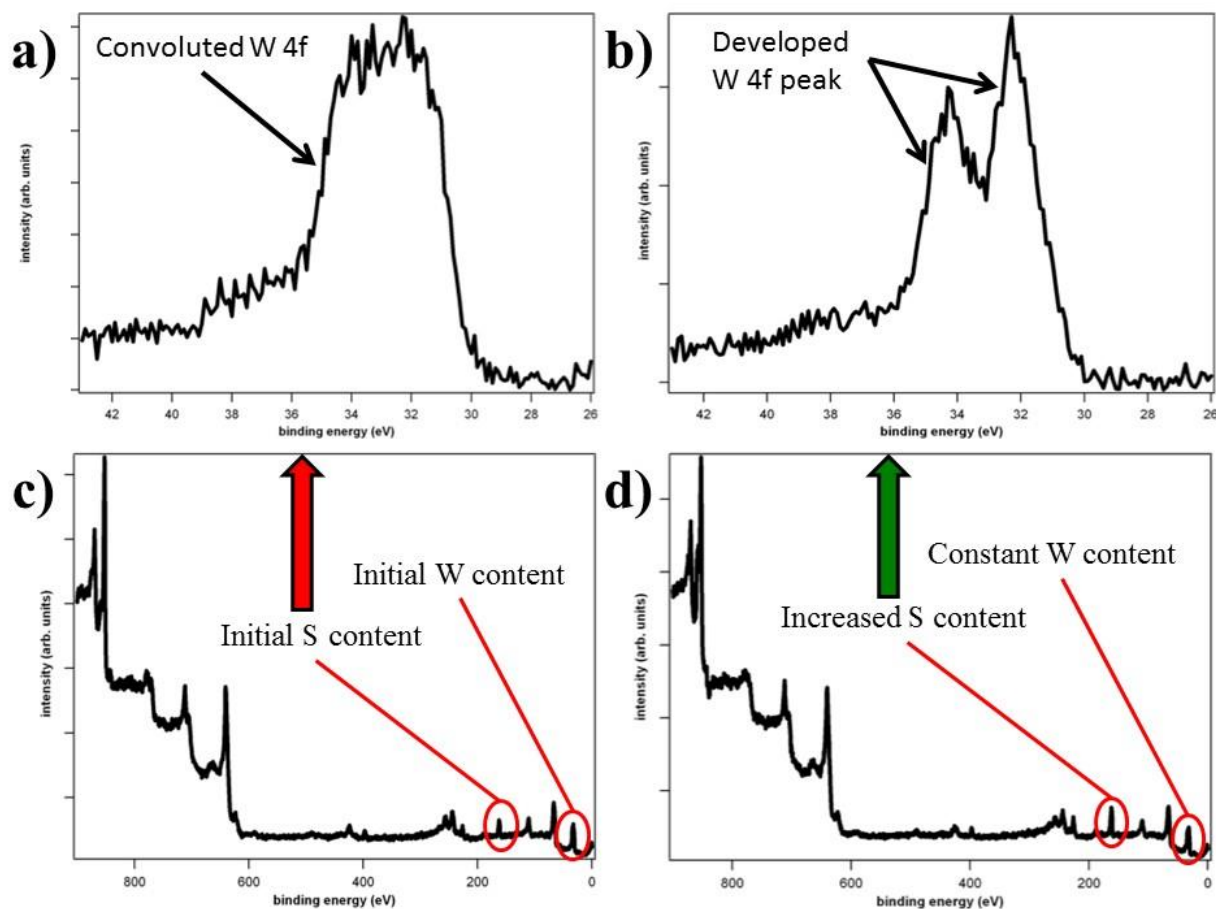 a)
Convoluted W 4f
intensity (arb. units)
42 40 38 36 34 32 30 28 26
binding energy (eV)
b)
Developed
W 4f peak
intensity (arb. units)
42 40 38 36 34 32 30 28 26
binding energy (eV)
c)
Initial W content
Initial S content
intensity (arb. units)
800 600 400 200 0
binding energy (eV)
d)
Constant W content
Increased S content
intensity (arb. units)
800 600 400 200 0
binding energy (eV)